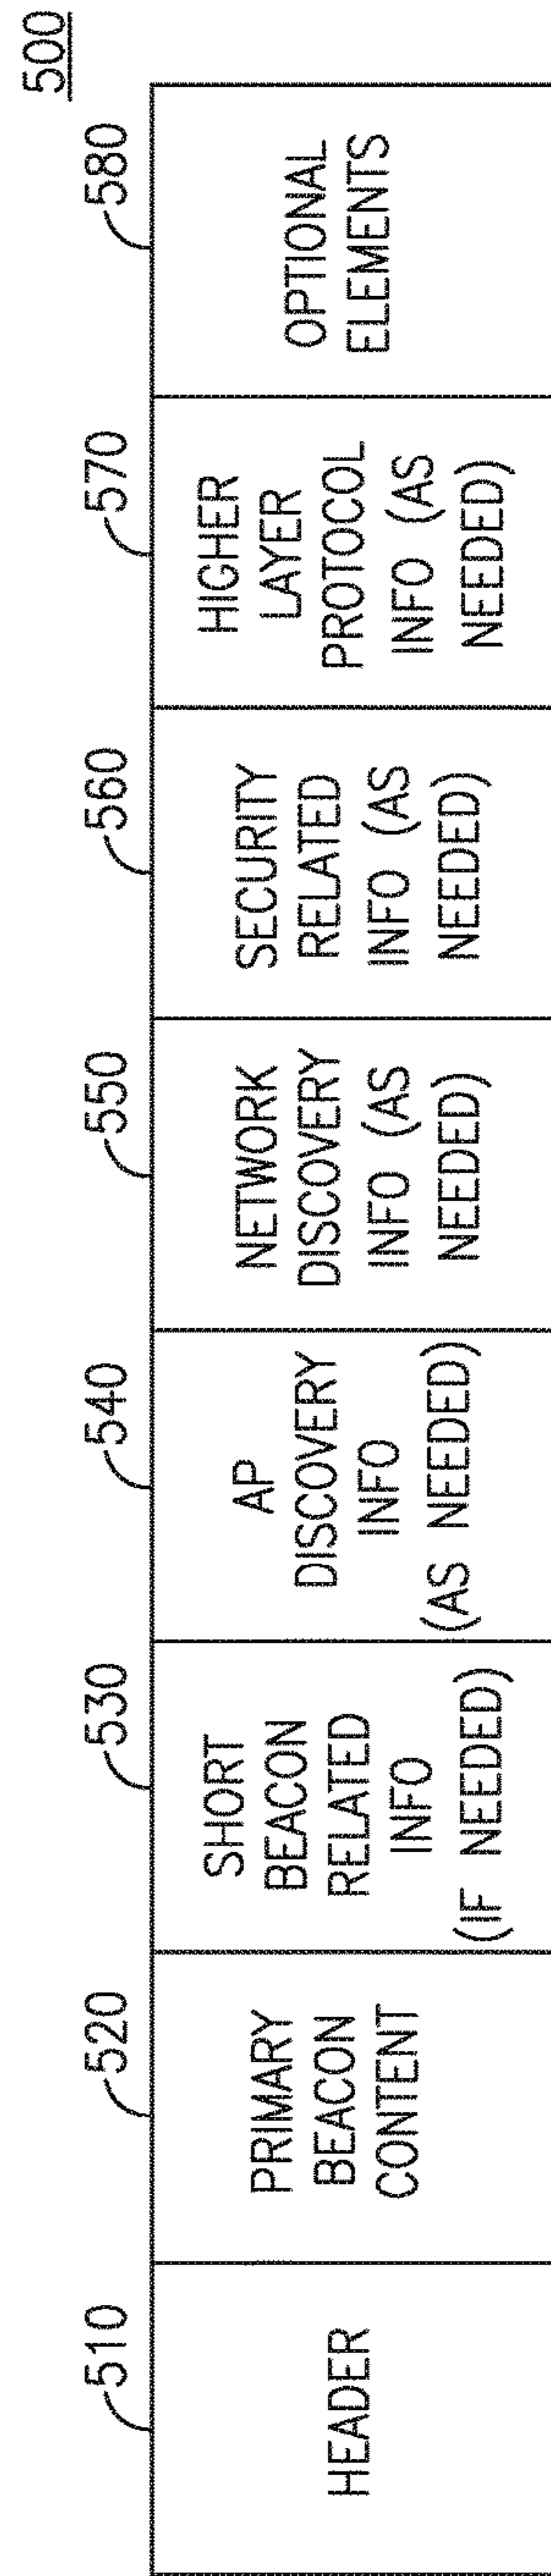 500
510
HEADER
520
PRIMARY
BEACON
CONTENT
530
SHORT
BEACON
RELATED
INFO
(IF NEEDED)
540
AP
DISCOVERY
INFO
(AS NEEDED)
550
NETWORK
DISCOVERY
INFO (AS
NEEDED)
560
SECURITY
RELATED
INFO (AS
NEEDED)
570
HIGHER
LAYER
PROTOCOL
INFO (AS
NEEDED)
580
OPTIONAL
ELEMENTS